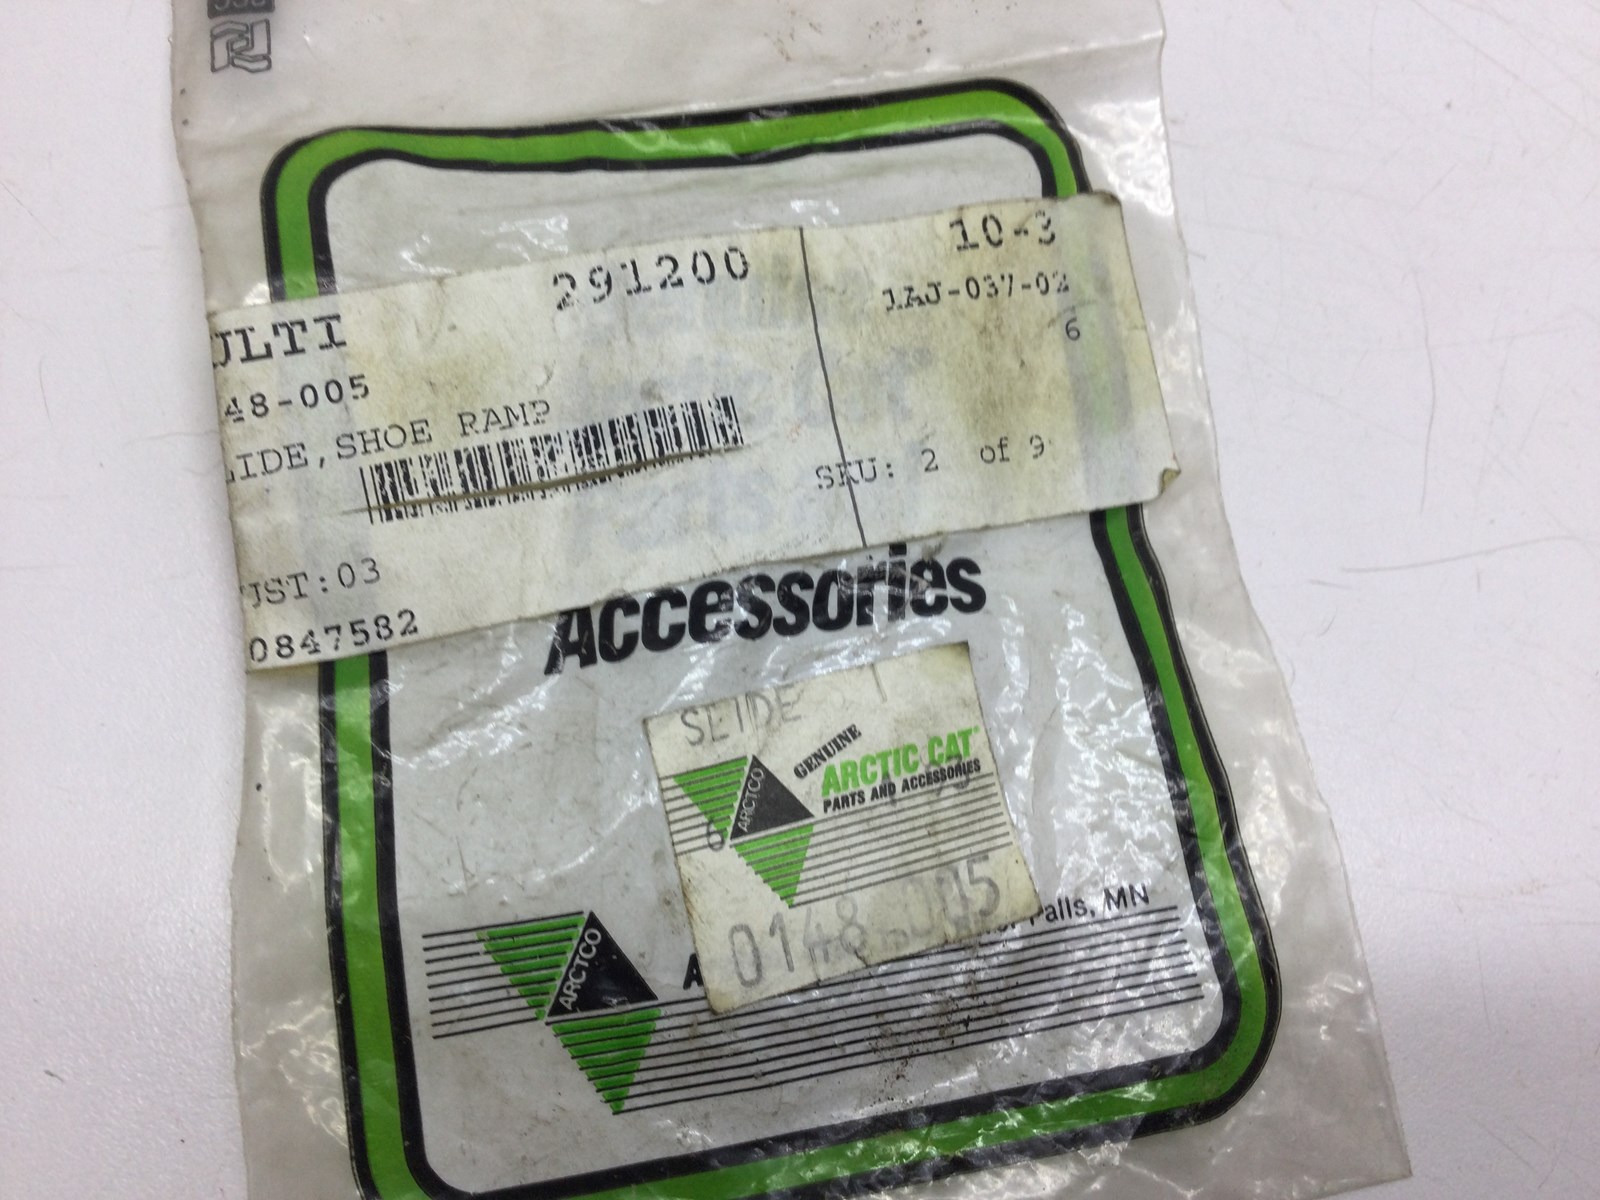 291200
10-3
1AJ-037-02
6
ULTI
48-005
LIDE, SHOE RAMP
SKU: 2 of 9
UST:03
0847582
Accessories
SLIDE
GENUINE
ARCTIC CAT
PARTS AND ACCESSORIES
ARCTCO
6
0148-005
Falls, MN
ARCTCO
A